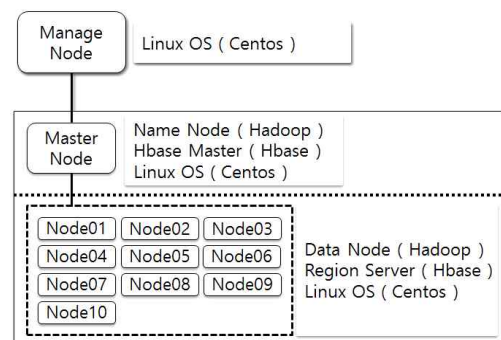 Manage
Node
Linux OS ( Centos )
Master
Node
Name Node ( Hadoop )
Hbase Master ( Hbase )
Linux OS ( Centos )
Node01 Node02 Node03
Node04 Node05 Node06
Node07 Node08 Node09
Node10
Data Node ( Hadoop )
Region Server ( Hbase )
Linux OS ( Centos )